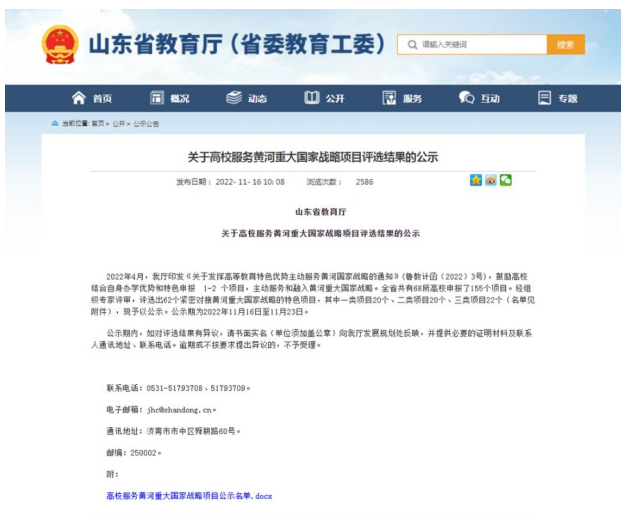 山东省教育厅（省委教育工委）
请输入关键词
搜索
首页 概况 动态 公开 服务 互动 专题
当前位置：首页 > 公开 > 公示公告
关于高校服务黄河重大国家战略项目评选结果的公示
发布日期： 2022-11-16 10:08 浏览次数： 2586
山东省教育厅
关于高校服务黄河重大国家战略项目评选结果的公示
2022年4月，我厅印发《关于发挥高等教育特色优势主动服务黄河国家战略的通知》（鲁教计函〔2022〕3号），鼓励高校
结合自身办学优势和特色申报 1-2 个项目，主动服务和融入黄河重大国家战略。全省共有68所高校申报了155个项目。经组
织专家评审，评选出62个紧密对接黄河重大国家战略的特色项目，其中一类项目20个、二类项目20个、三类项目22个（名单见
附件），现予以公示。公示期为2022年11月16日至11月23日。
公示期内，如对评选结果有异议，请书面实名（单位须加盖公章）向我厅发展规划处反映，并提供必要的证明材料及联系
人通讯地址、联系电话。逾期或不按要求提出异议的，不予受理。
联系电话：0531-51793708、51793709。
电子邮箱：jhc@shandong.cn。
通讯地址：济南市市中区舜耕路60号。
邮编：250002。
附：
高校服务黄河重大国家战略项目公示名单.docx